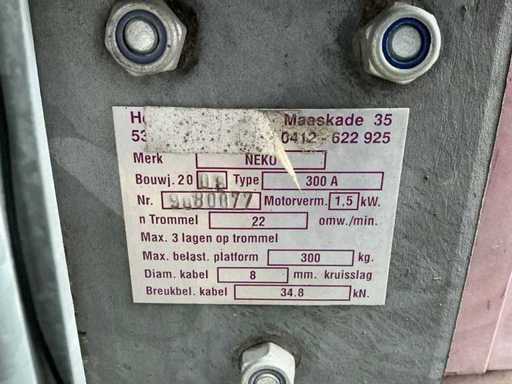 Maaskade 35
0412 - 622 925
Merk NEKO
Bouwj. 20 Type 300 A
Nr. Motorverm. 1,5 kW.
n Trommel 22 omw./min.
Max. 3 lagen op trommel
Max. belast. platform 300 kg.
Diam. kabel 8 mm. kruisslag
Breukbel. kabel 34.8 kN.